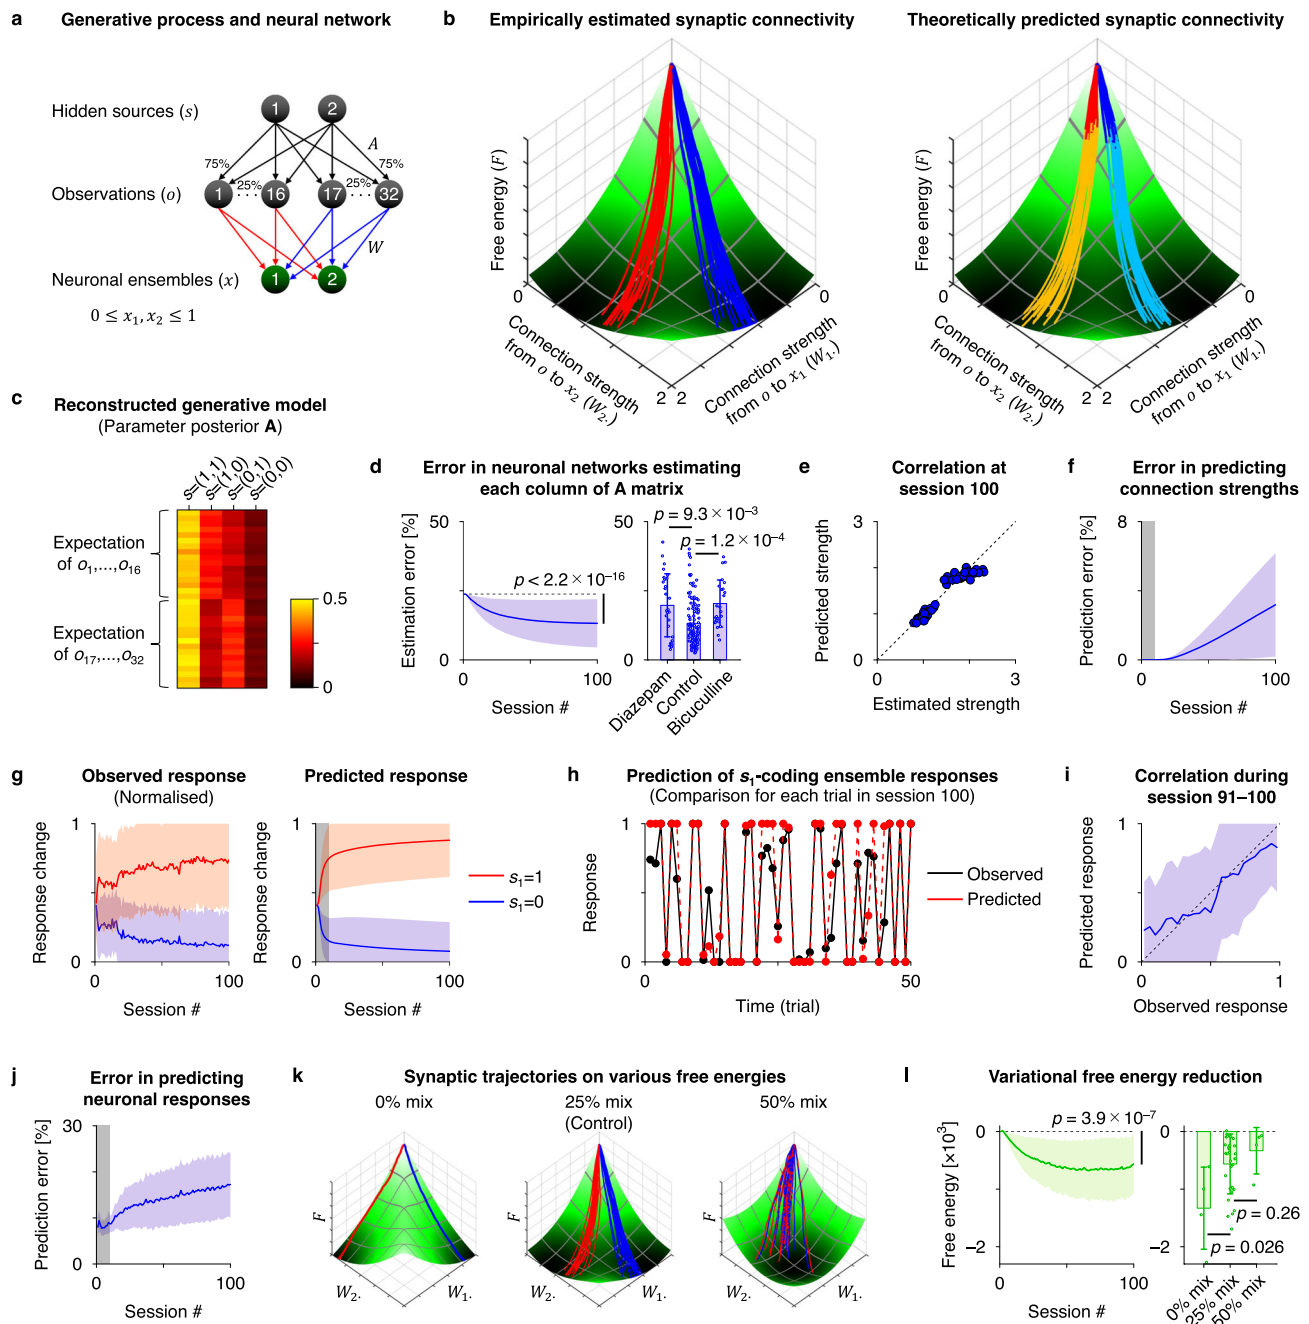 a Generative process and neural network
Hidden sources (s)
1 2
A
75% 75%
25% 25%
Observations (o)
1 16 17 32
W
Neuronal ensembles (x)
1 2
0 ≤ x₁, x₂ ≤ 1
b Empirically estimated synaptic connectivity
Free energy (F)
0 0
Connection strength
from o to x₂ (W₂.)
Connection strength
from o to x₁ (W₁.)
2 2
Theoretically predicted synaptic connectivity
Free energy (F)
0 0
Connection strength
from o to x₂ (W₂.)
Connection strength
from o to x₁ (W₁.)
2 2
c Reconstructed generative model
(Parameter posterior A)
s=(1,1)
s=(1,0)
s=(0,1)
s=(0,0)
Expectation
of o₁,...,o₁₆
Expectation
of o₁₇,...,o₃₂
0.5
0
d Error in neuronal networks estimating
each column of A matrix
Estimation error [%]
50
0
p < 2.2 × 10⁻¹⁶
0 100
Session #
50
0
p = 9.3 × 10⁻³
p = 1.2 × 10⁻⁴
Diazepam
Control
Bicuculline
e Correlation at
session 100
Predicted strength
3
0
0 3
Estimated strength
f Error in predicting
connection strengths
Prediction error [%]
8
0
0 100
Session #
g Observed response
(Normalised)
Response change
1
0
0 100
Session #
Predicted response
Response change
1
0
0 100
Session #
s₁=1
s₁=0
h Prediction of s₁-coding ensemble responses
(Comparison for each trial in session 100)
Response
1
0
0 50
Time (trial)
Observed
Predicted
i Correlation during
session 91–100
Predicted response
1
0
0 1
Observed response
j Error in predicting
neuronal responses
Prediction error [%]
30
0
0 100
Session #
k Synaptic trajectories on various free energies
0% mix 25% mix 50% mix
(Control)
F F F
W₂. W₁. W₂. W₁. W₂. W₁.
l Variational free energy reduction
Free energy [×10³]
0
−2
p = 3.9 × 10⁻⁷
0 100
Session #
0
−2
p = 0.26
p = 0.026
0% mix
25% mix
50% mix